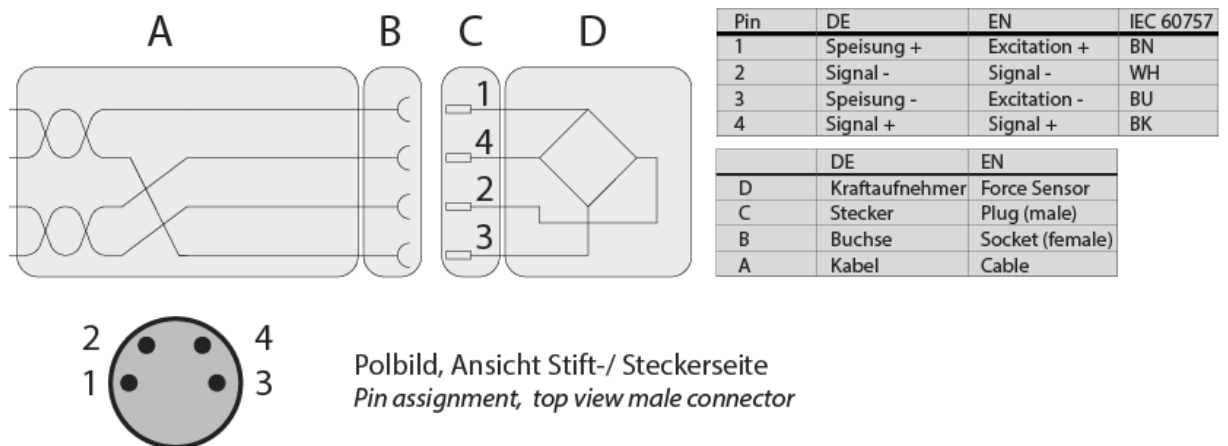 A B C D
1
4
2
3
Pin DE EN IEC 60757
1 Speisung + Excitation + BN
2 Signal - Signal - WH
3 Speisung - Excitation - BU
4 Signal + Signal + BK
DE EN
D Kraftaufnehmer Force Sensor
C Stecker Plug (male)
B Buchse Socket (female)
A Kabel Cable
2 4
1 3
Polbild, Ansicht Stift-/ Steckerseite
Pin assignment, top view male connector